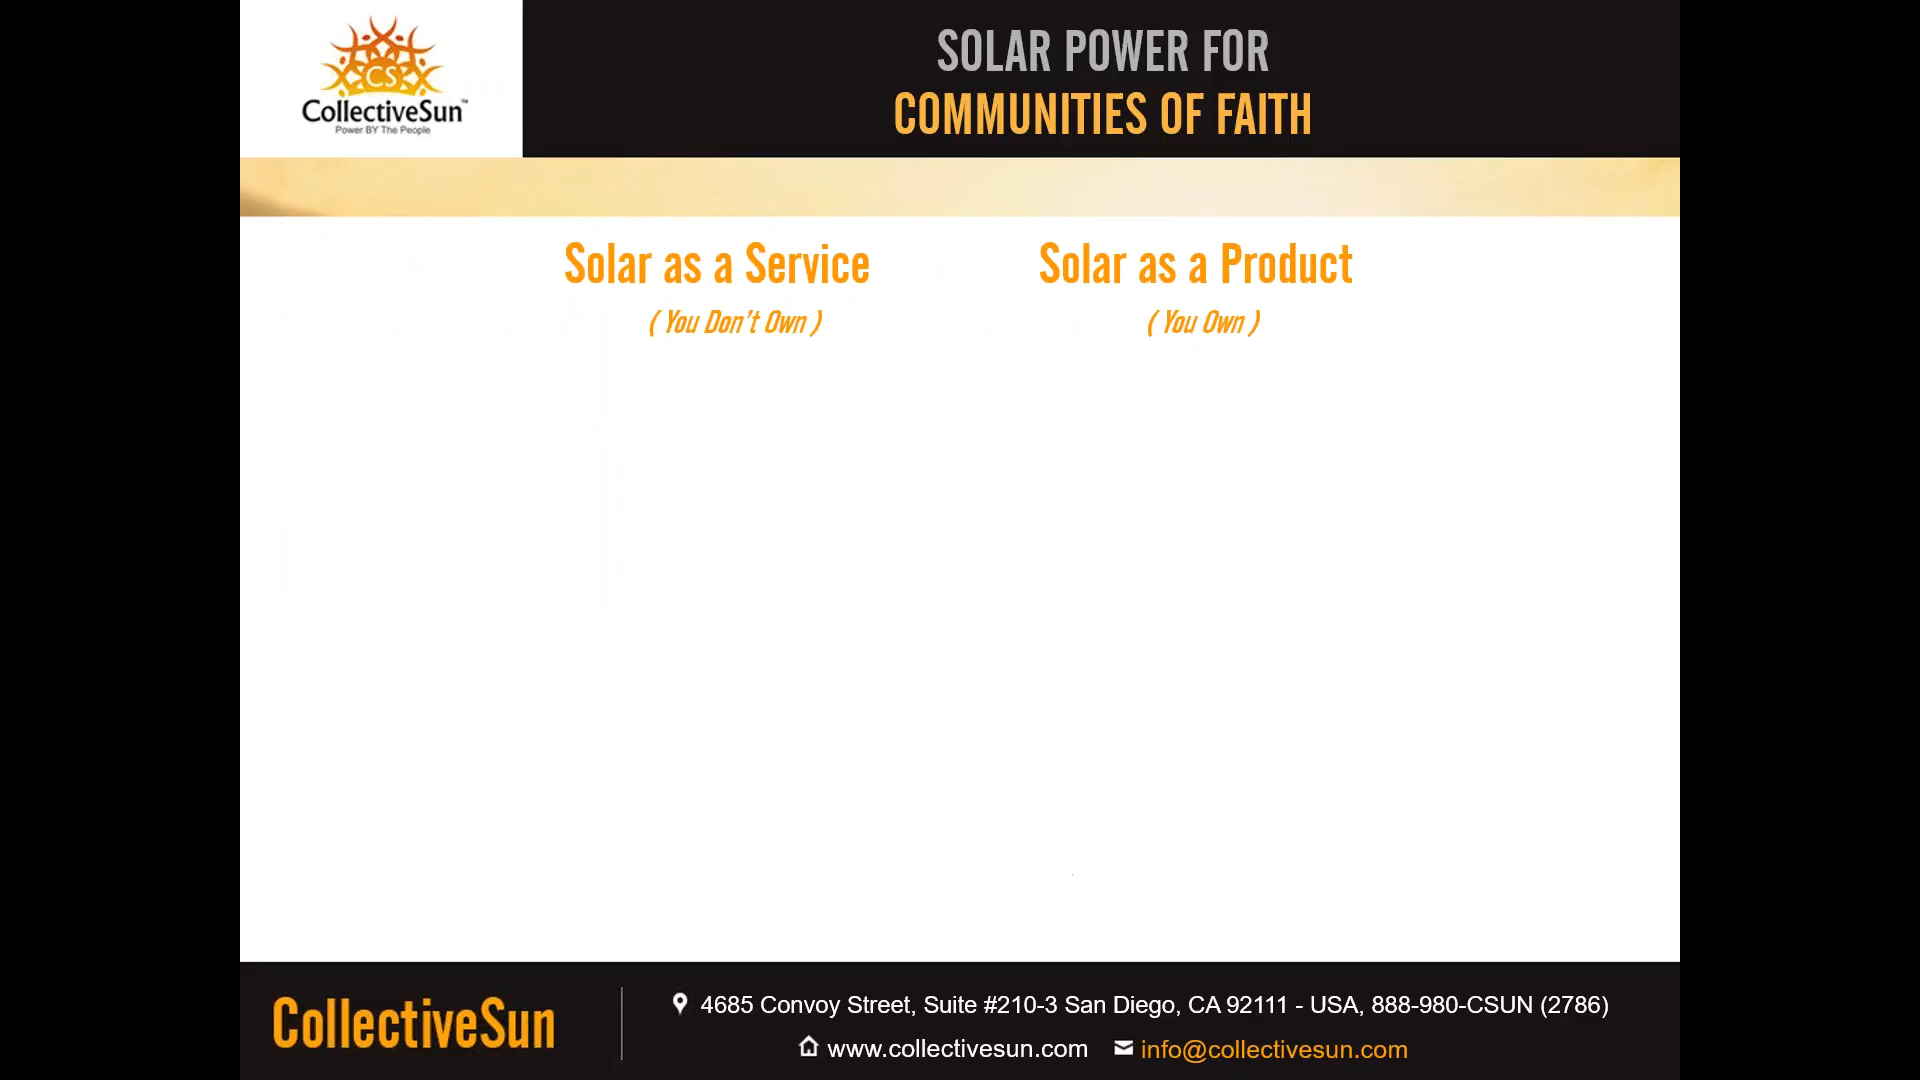 CS
CollectiveSun™
Power BY The People
SOLAR POWER FOR
COMMUNITIES OF FAITH
Solar as a Service
( You Don't Own )
Solar as a Product
( You Own )
CollectiveSun
4685 Convoy Street, Suite #210-3 San Diego, CA 92111 - USA, 888-980-CSUN (2786)
www.collectivesun.com info@collectivesun.com